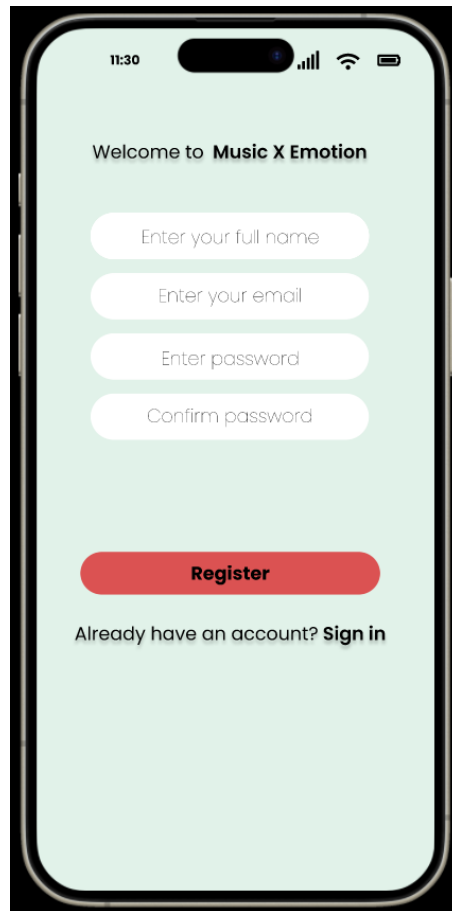 11:30
Welcome to Music X Emotion
Enter your full name
Enter your email
Enter password
Confirm password
Register
Already have an account? Sign in